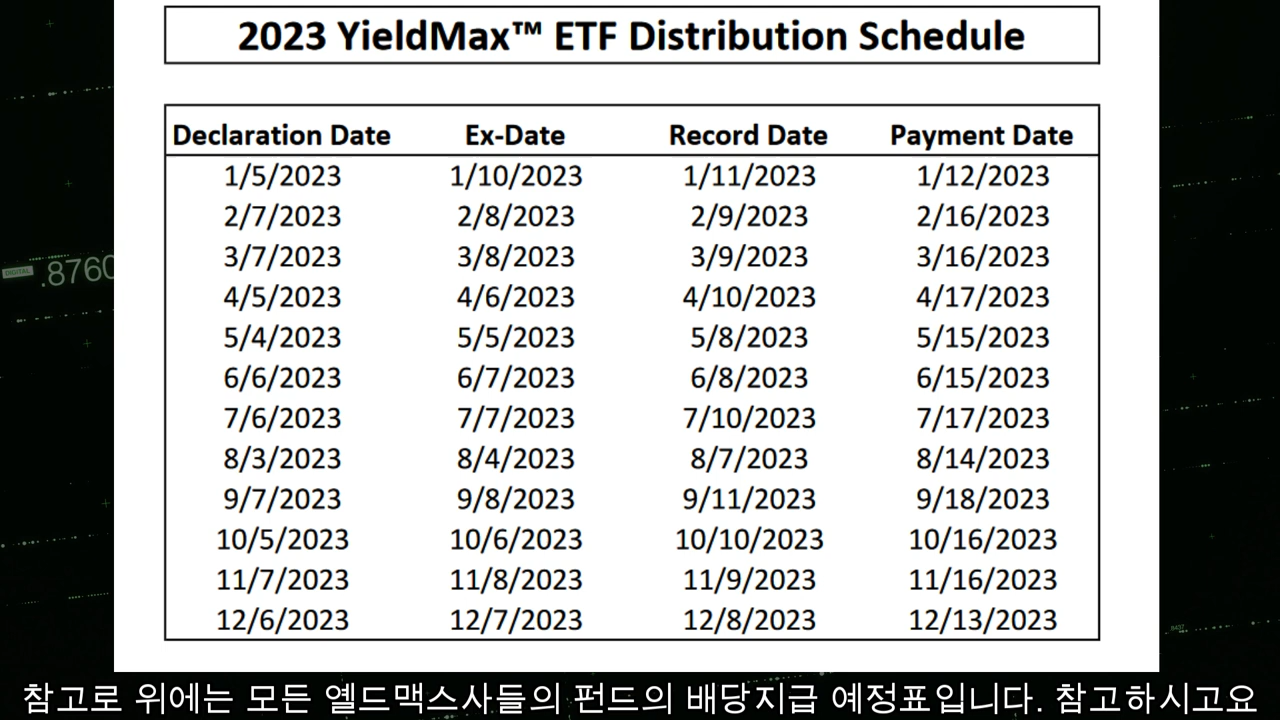 2023 YieldMax™ ETF Distribution Schedule
Declaration Date Ex-Date Record Date Payment Date
1/5/2023 1/10/2023 1/11/2023 1/12/2023
2/7/2023 2/8/2023 2/9/2023 2/16/2023
3/7/2023 3/8/2023 3/9/2023 3/16/2023
4/5/2023 4/6/2023 4/10/2023 4/17/2023
5/4/2023 5/5/2023 5/8/2023 5/15/2023
6/6/2023 6/7/2023 6/8/2023 6/15/2023
7/6/2023 7/7/2023 7/10/2023 7/17/2023
8/3/2023 8/4/2023 8/7/2023 8/14/2023
9/7/2023 9/8/2023 9/11/2023 9/18/2023
10/5/2023 10/6/2023 10/10/2023 10/16/2023
11/7/2023 11/8/2023 11/9/2023 11/16/2023
12/6/2023 12/7/2023 12/8/2023 12/13/2023
DIGITAL .8760
참고로 위에는 모든 옐드맥스사들의 펀드의 배당지급 예정표입니다. 참고하시고요